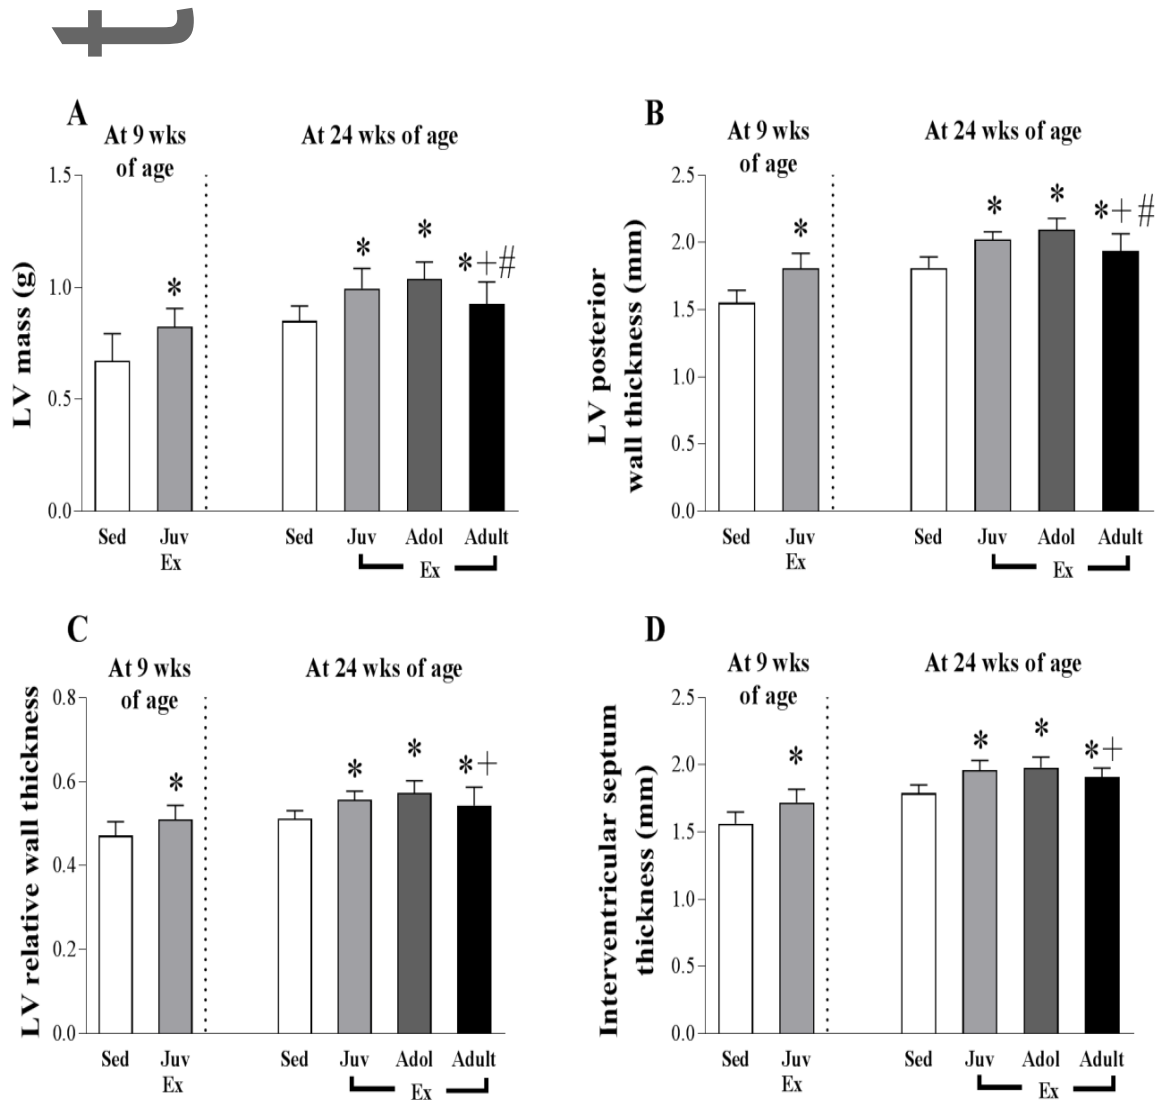 A
At 9 wks
of age
At 24 wks of age
LV mass (g)
1.5
1.0
0.5
0.0
*
*
*
*+#
Sed
Juv
Ex
Sed
Juv
Adol
Adult
Ex
B
At 9 wks
of age
At 24 wks of age
LV posterior
wall thickness (mm)
2.5
2.0
1.5
1.0
0.5
0.0
*
*
*
*+#
Sed
Juv
Ex
Sed
Juv
Adol
Adult
Ex
C
At 9 wks
of age
At 24 wks of age
LV relative wall thickness
0.8
0.6
0.4
0.2
0.0
*
*
*
*+
Sed
Juv
Ex
Sed
Juv
Adol
Adult
Ex
D
At 9 wks
of age
At 24 wks of age
Interventricular septum
thickness (mm)
2.5
2.0
1.5
1.0
0.5
0.0
*
*
*
*+
Sed
Juv
Ex
Sed
Juv
Adol
Adult
Ex